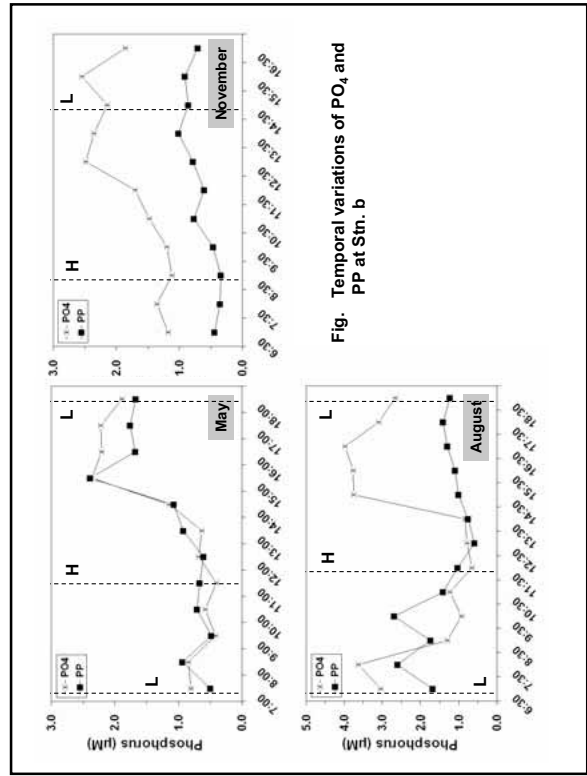 PO4
PP
L
H
L
May
Phosphorus (μM)
0.0
1.0
2.0
3.0
7:00
8:00
9:00
10:00
11:00
12:00
13:00
14:00
15:00
16:00
17:00
18:00
PO4
PP
H
L
November
0.0
1.0
2.0
3.0
6:30
7:30
8:30
9:30
10:30
11:30
12:30
13:30
14:30
15:30
16:30
PO4
PP
L
H
L
August
Phosphorus (μM)
0.0
1.0
2.0
3.0
4.0
5.0
6:30
7:30
8:30
9:30
10:30
11:30
12:30
13:30
14:30
15:30
16:30
17:30
18:30
Fig. Temporal variations of PO4 and
PP at Stn. b